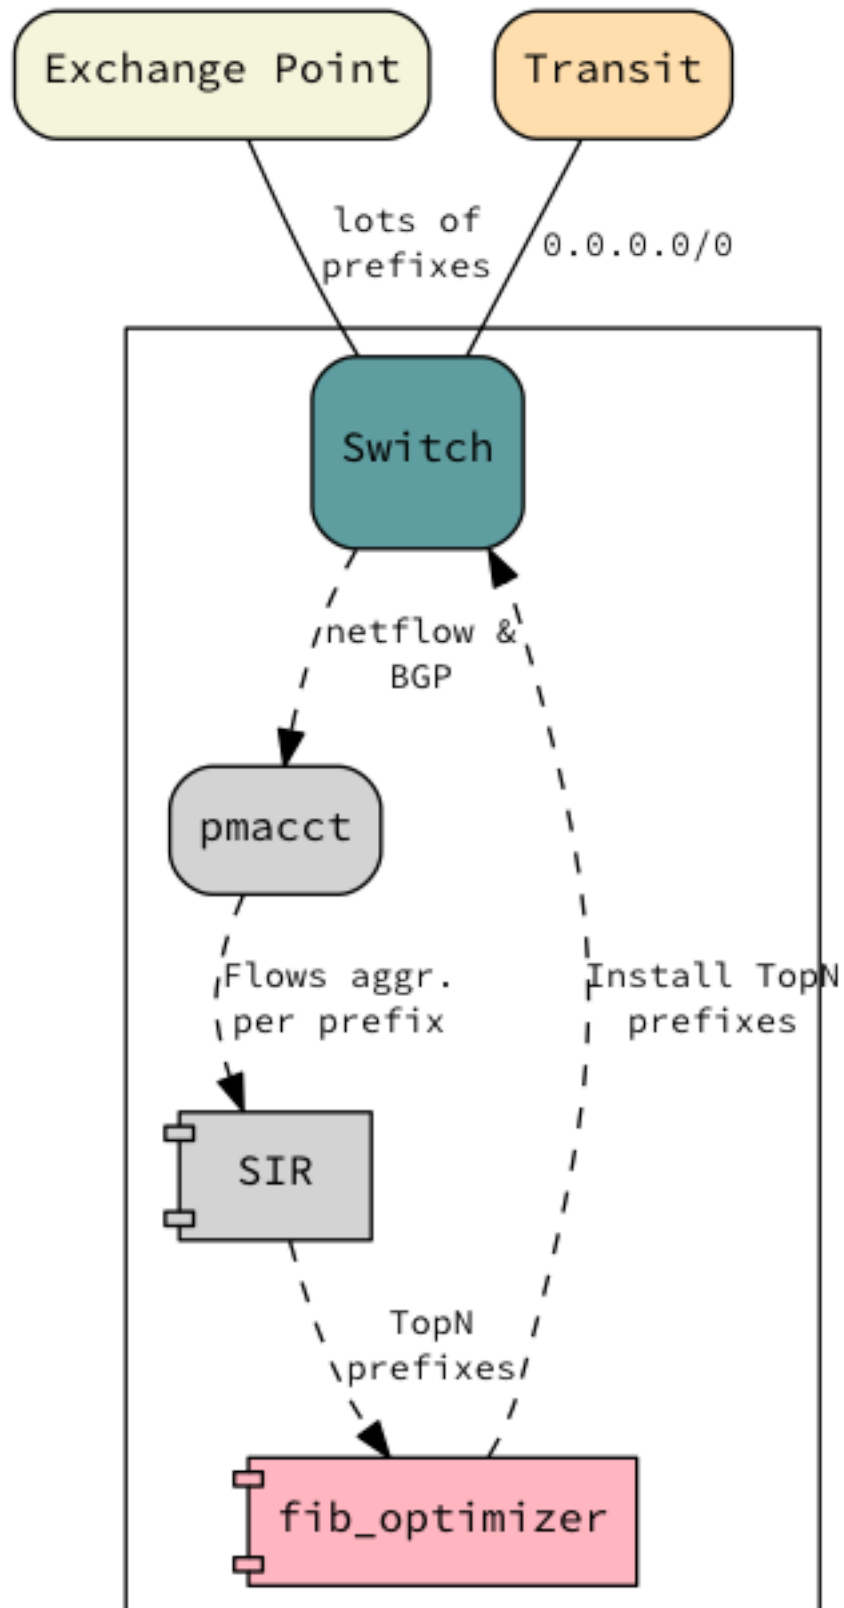 Exchange Point
Transit
lots of
prefixes
0.0.0.0/0
Switch
netflow &
BGP
pmacct
Flows aggr.
per prefix
Install TopN
prefixes
SIR
TopN
prefixes
fib_optimizer